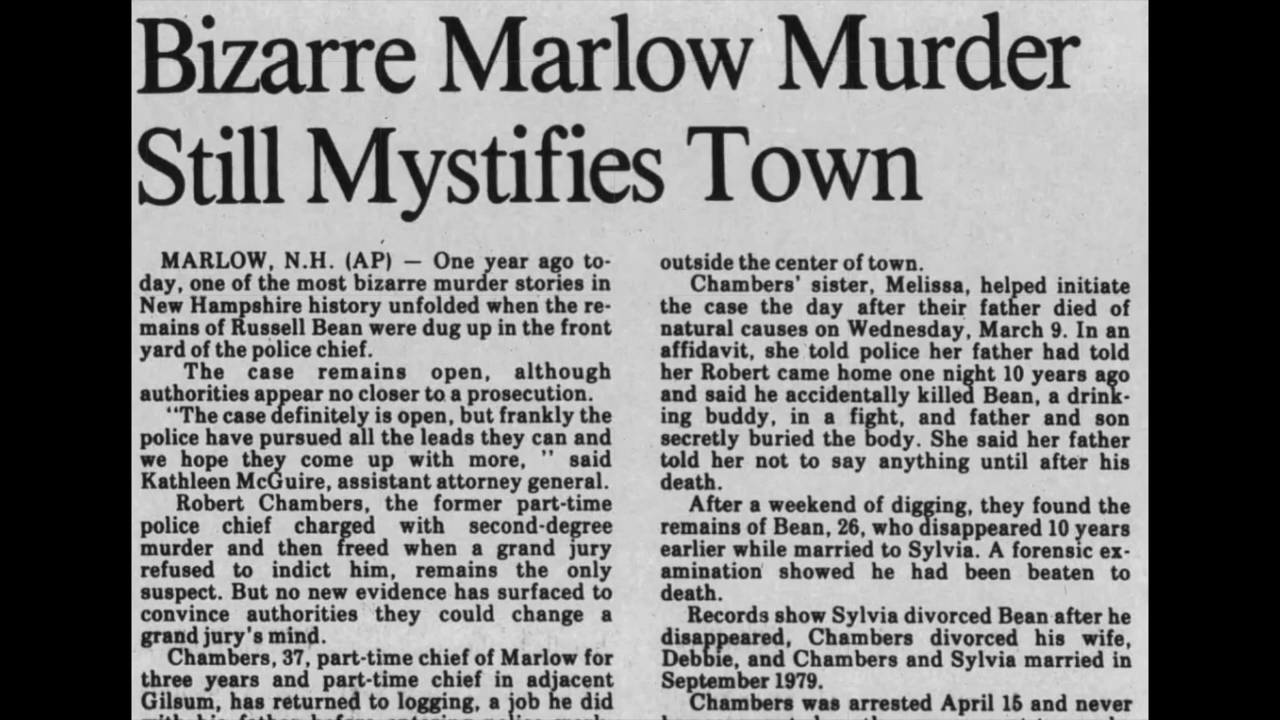 Bizarre Marlow Murder
Still Mystifies Town
MARLOW, N.H. (AP) — One year ago to-
day, one of the most bizarre murder stories in
New Hampshire history unfolded when the re-
mains of Russell Bean were dug up in the front
yard of the police chief.
The case remains open, although
authorities appear no closer to a prosecution.
"The case definitely is open, but frankly the
police have pursued all the leads they can and
we hope they come up with more, " said
Kathleen McGuire, assistant attorney general.
Robert Chambers, the former part-time
police chief charged with second-degree
murder and then freed when a grand jury
refused to indict him, remains the only
suspect. But no new evidence has surfaced to
convince authorities they could change a
grand jury's mind.
Chambers, 37, part-time chief of Marlow for
three years and part-time chief in adjacent
Gilsum, has returned to logging, a job he did
outside the center of town.
Chambers' sister, Melissa, helped initiate
the case the day after their father died of
natural causes on Wednesday, March 9. In an
affidavit, she told police her father had told
her Robert came home one night 10 years ago
and said he accidentally killed Bean, a drink-
ing buddy, in a fight, and father and son
secretly buried the body. She said her father
told her not to say anything until after his
death.
After a weekend of digging, they found the
remains of Bean, 26, who disappeared 10 years
earlier while married to Sylvia. A forensic ex-
amination showed he had been beaten to
death.
Records show Sylvia divorced Bean after he
disappeared, Chambers divorced his wife,
Debbie, and Chambers and Sylvia married in
September 1979.
Chambers was arrested April 15 and never